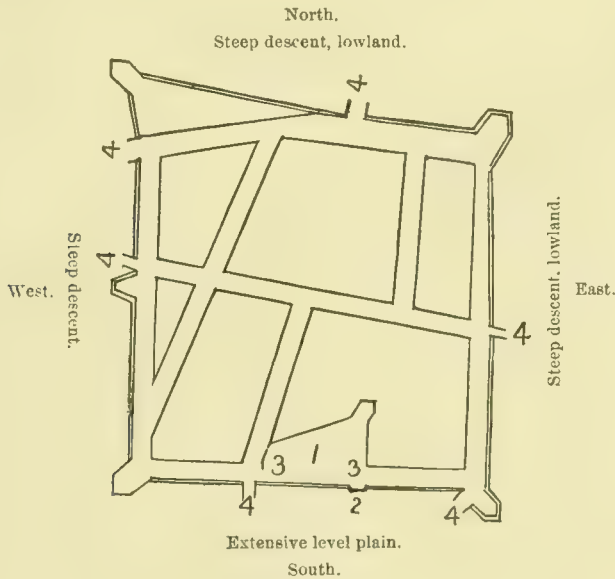 North.
Steep descent, lowland.
4
4
4
Steep descent.
West.
Steep descent, lowland.
East.
4
3
1
3
4
2
4
Extensive level plain.
South.